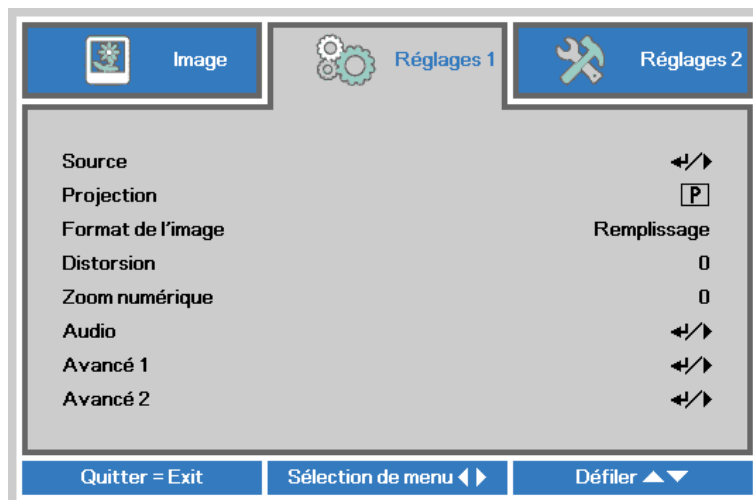 Image
Réglages 1
Réglages 2
Source
Projection P
Format de l'image Remplissage
Distorsion 0
Zoom numérique 0
Audio
Avancé 1
Avancé 2
Quitter = Exit
Sélection de menu
Défiler